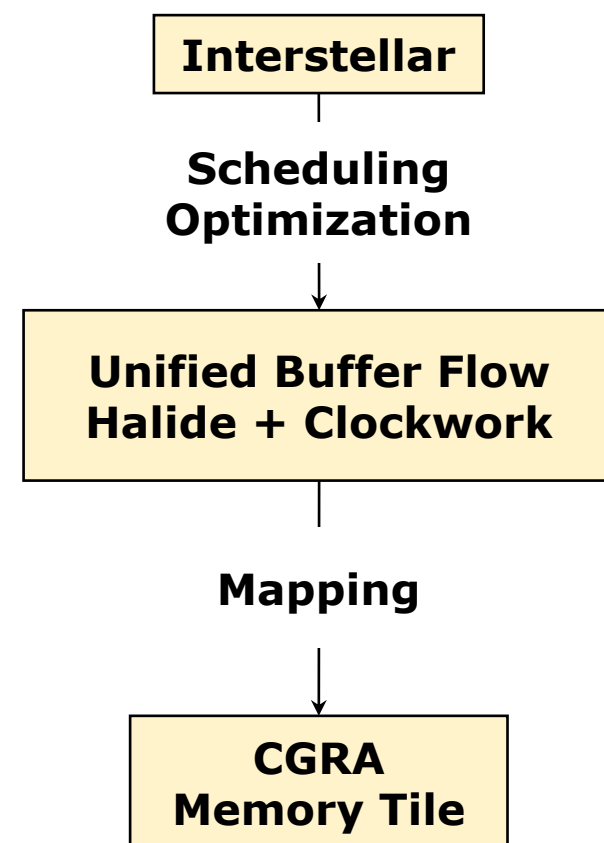 Interstellar
Scheduling
Optimization
Unified Buffer Flow
Halide + Clockwork
Mapping
CGRA
Memory Tile